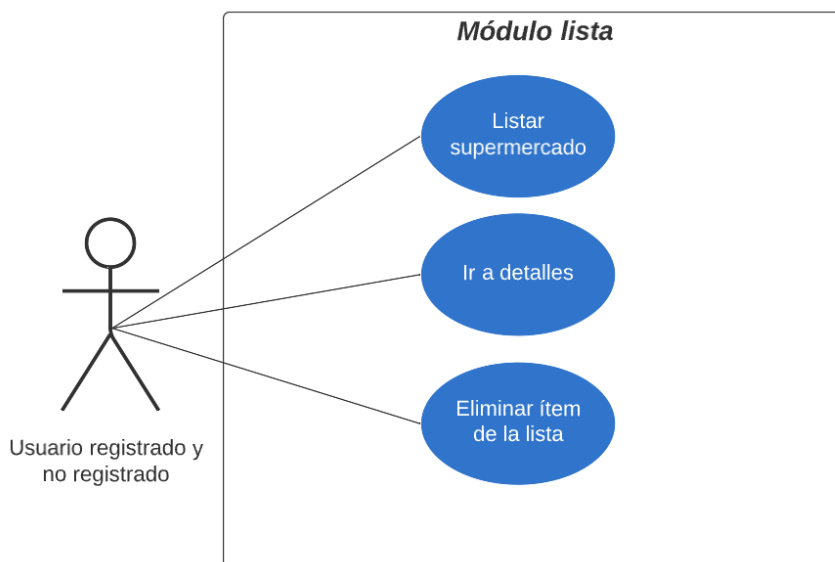 Módulo lista
Listar
supermercado
Ir a detalles
Eliminar ítem
de la lista
Usuario registrado y
no registrado